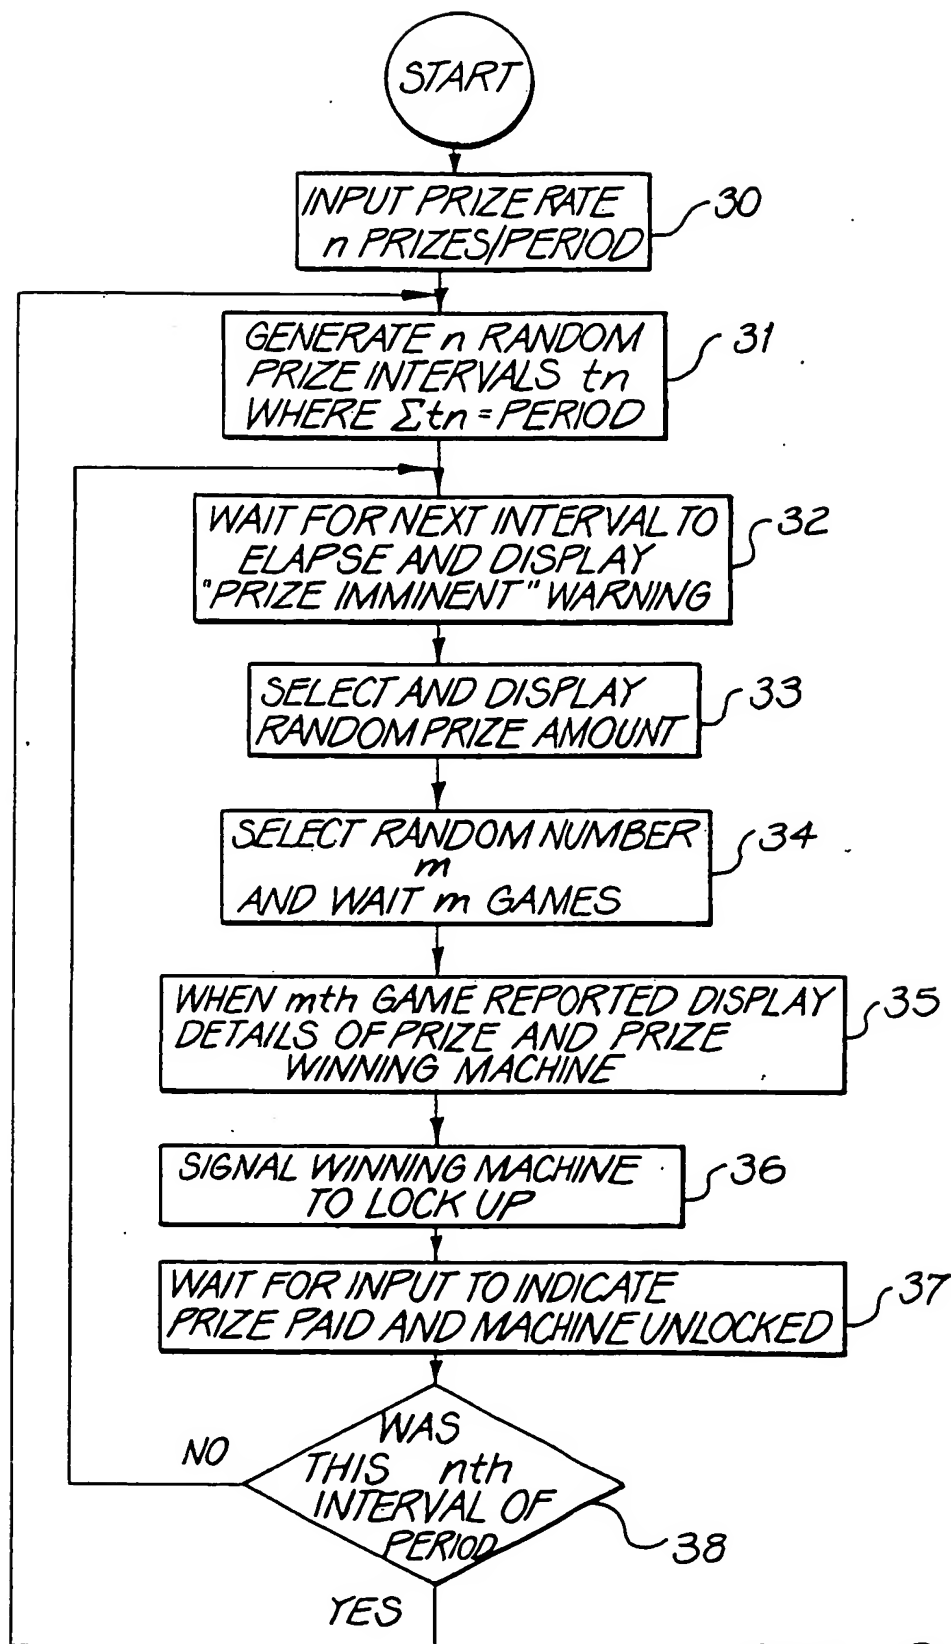 START
INPUT PRIZE RATE
n PRIZES/PERIOD
30
GENERATE n RANDOM
PRIZE INTERVALS tn
WHERE Σtn = PERIOD
31
WAIT FOR NEXT INTERVAL TO
ELAPSE AND DISPLAY
"PRIZE IMMINENT" WARNING
32
SELECT AND DISPLAY
RANDOM PRIZE AMOUNT
33
SELECT RANDOM NUMBER
m
AND WAIT m GAMES
34
WHEN mth GAME REPORTED DISPLAY
DETAILS OF PRIZE AND PRIZE
WINNING MACHINE
35
SIGNAL WINNING MACHINE
TO LOCK UP
36
WAIT FOR INPUT TO INDICATE
PRIZE PAID AND MACHINE UNLOCKED
37
NO
WAS
THIS nth
INTERVAL OF
PERIOD
38
YES